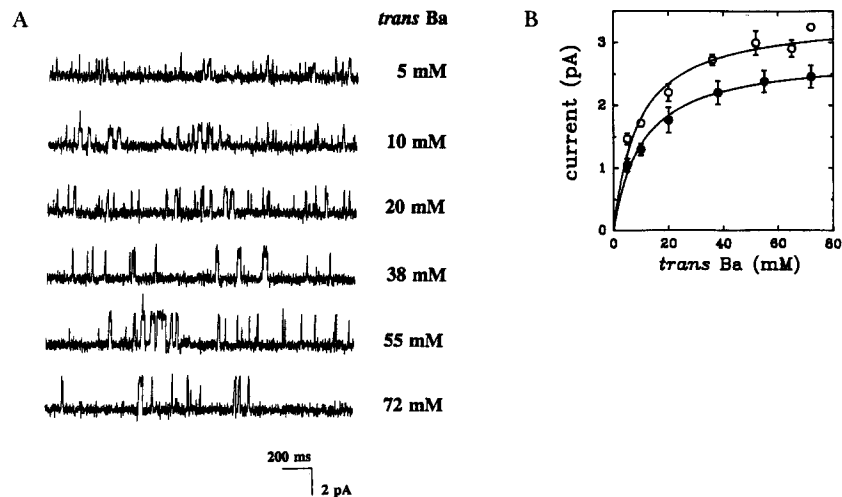 A
trans Ba
5 mM
10 mM
20 mM
38 mM
55 mM
72 mM
200 ms
2 pA
B
current (pA)
3
2
1
0
0 20 40 60 80
trans Ba (mM)